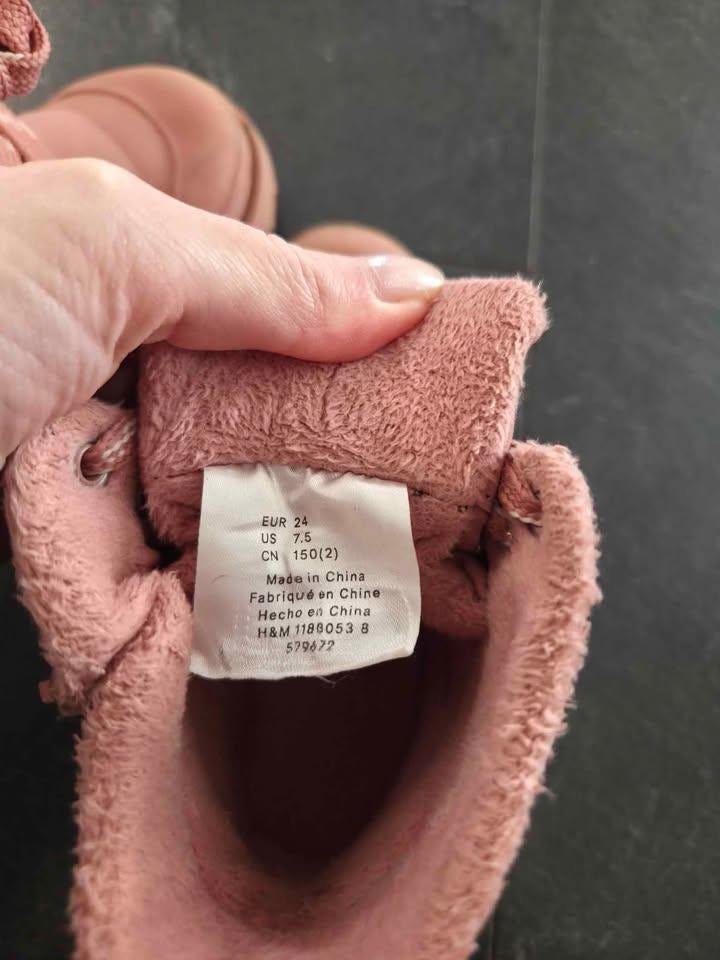 EUR 24
US 7.5
CN 150(2)
Made in China
Fabriqué en Chine
Hecho en China
H&M 1180053 8
579672